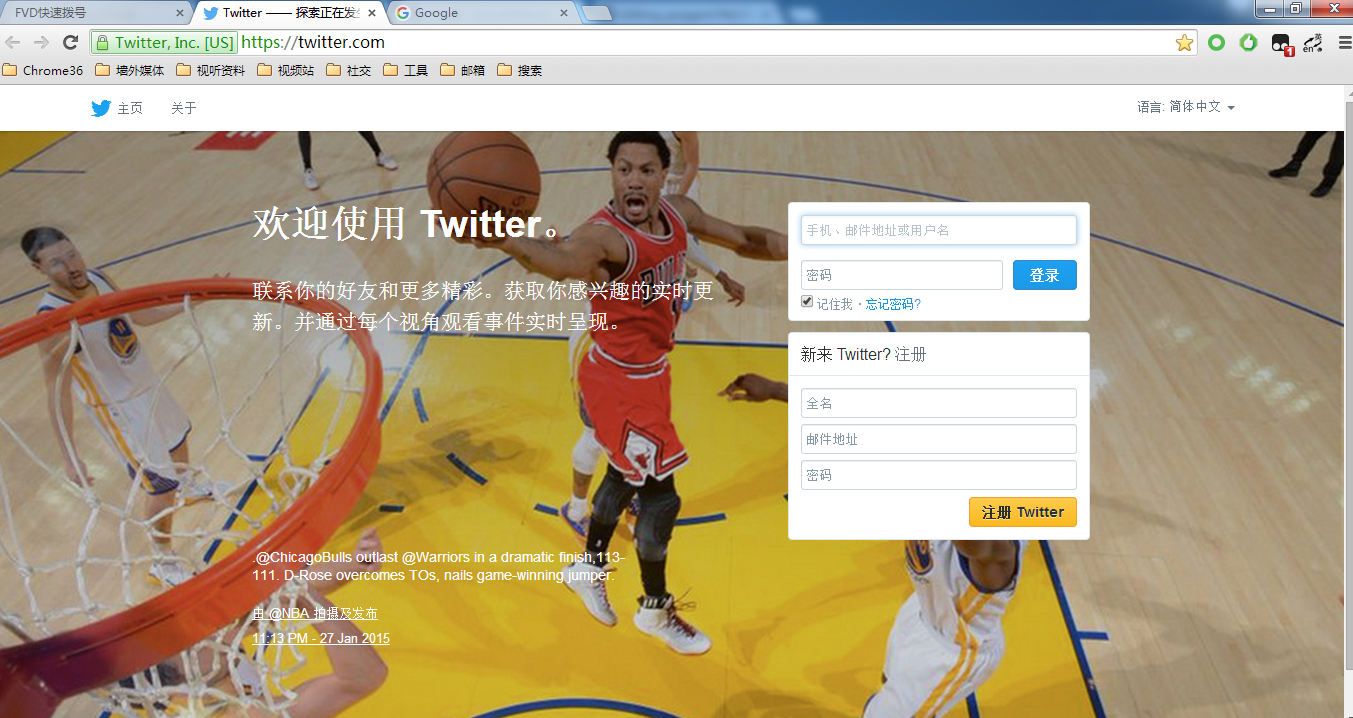 FVD快速拨号
Twitter —— 探索正在发生
Google
Twitter, Inc. [US]
https://twitter.com
1
英
en
Chrome36
墙外媒体
视听资料
视频站
社交
工具
邮箱
搜索
主页
关于
语言: 简体中文
欢迎使用 Twitter。
联系你的好友和更多精彩。获取你感兴趣的实时更
新。并通过每个视角观看事件实时呈现。
手机、邮件地址或用户名
密码
登录
记住我 · 忘记密码?
新来 Twitter? 注册
全名
邮件地址
密码
注册 Twitter
BULLS
.@ChicagoBulls outlast @Warriors in a dramatic finish,113-
111. D-Rose overcomes TOs, nails game-winning jumper.
由 @NBA 拍摄及发布
11:13 PM - 27 Jan 2015